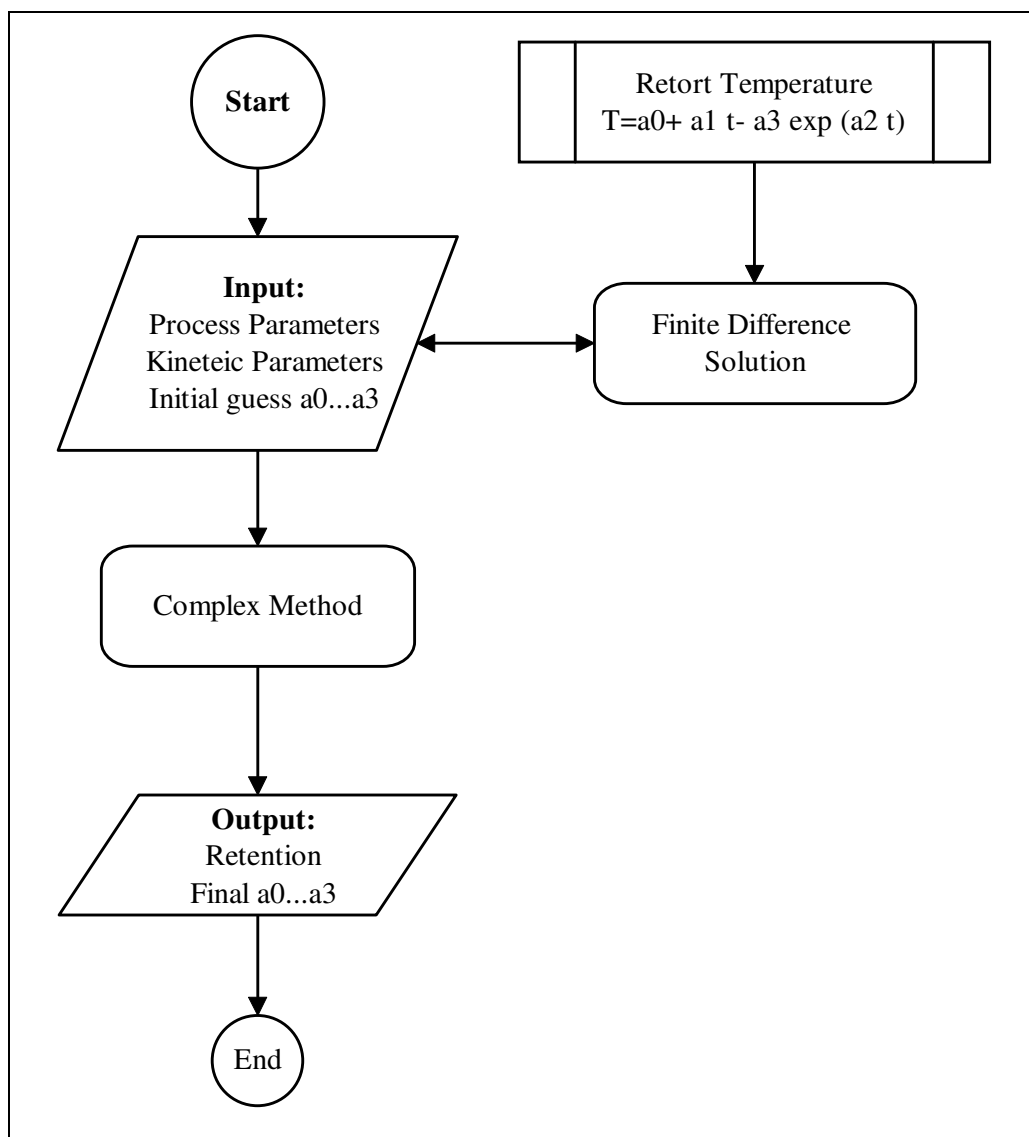 Start
Retort Temperature
T=a0+ a1 t- a3 exp (a2 t)
Input:
Process Parameters
Kineteic Parameters
Initial guess a0...a3
Finite Difference
Solution
Complex Method
Output:
Retention
Final a0...a3
End